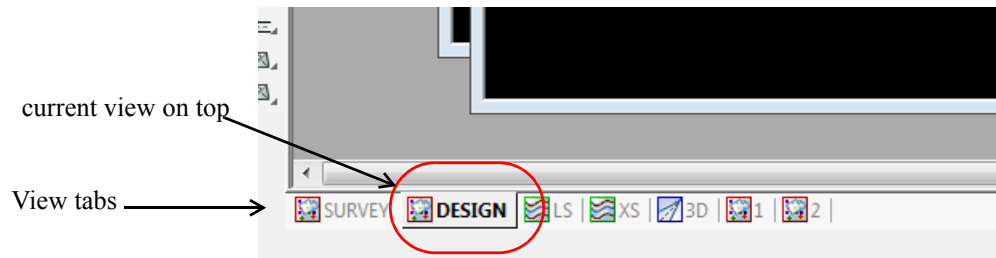 current view on top
View tabs
SURVEY DESIGN LS | XS | 3D | 1 | 2 |